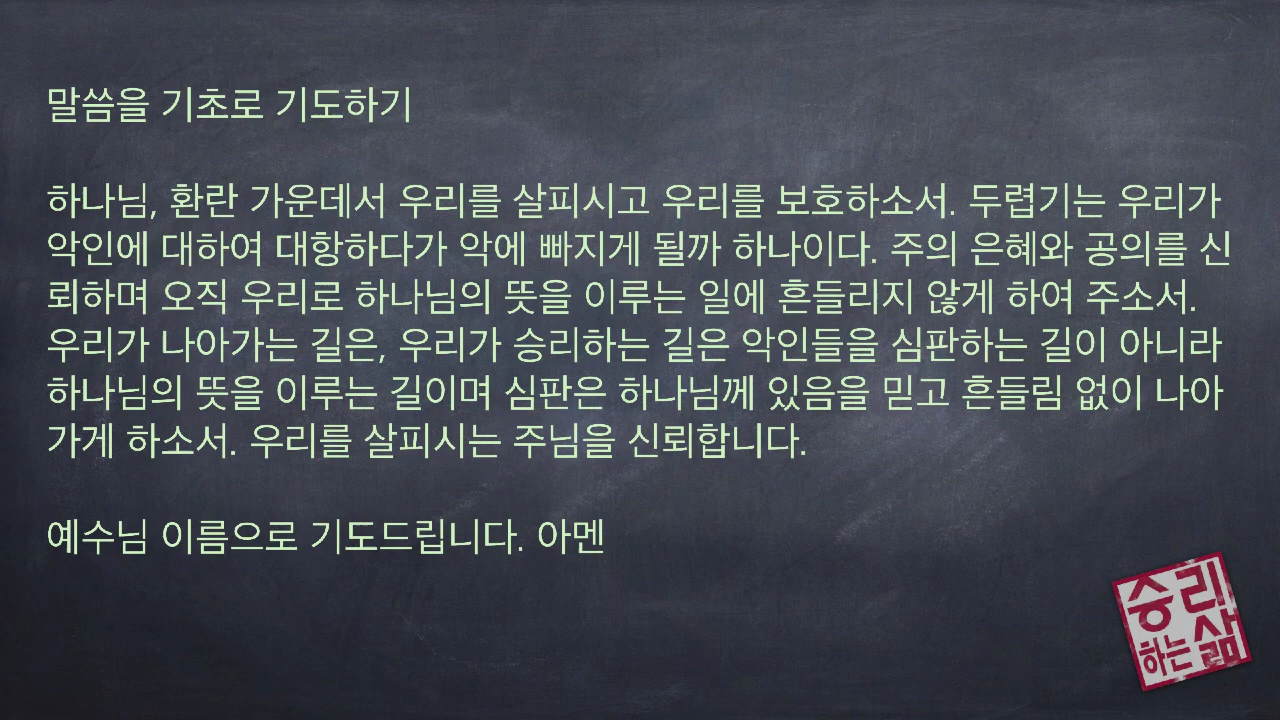 말씀을 기초로 기도하기
하나님, 환란 가운데서 우리를 살피시고 우리를 보호하소서. 두렵기는 우리가
악인에 대하여 대항하다가 악에 빠지게 될까 하나이다. 주의 은혜와 공의를 신
뢰하며 오직 우리로 하나님의 뜻을 이루는 일에 흔들리지 않게 하여 주소서.
우리가 나아가는 길은, 우리가 승리하는 길은 악인들을 심판하는 길이 아니라
하나님의 뜻을 이루는 길이며 심판은 하나님께 있음을 믿고 흔들림 없이 나아
가게 하소서. 우리를 살피시는 주님을 신뢰합니다.
예수님 이름으로 기도드립니다. 아멘
승리
하는 삶